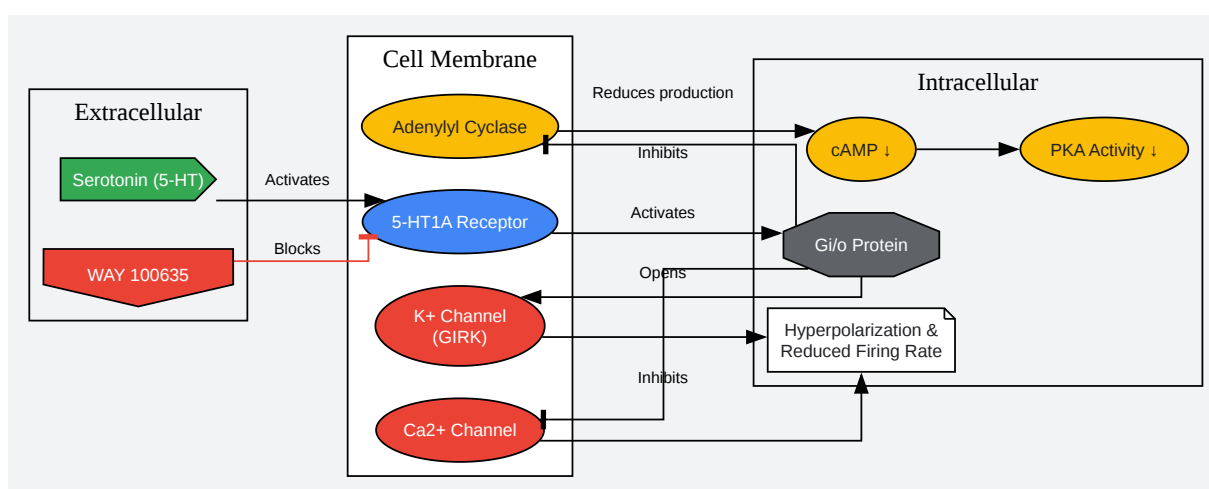 Extracellular
Serotonin (5-HT)
WAY 100635
Activates
Blocks
Cell Membrane
Adenylyl Cyclase
5-HT1A Receptor
K+ Channel
(GIRK)
Ca2+ Channel
Reduces production
Inhibits
Activates
Opens
Inhibits
Intracellular
cAMP ↓
PKA Activity ↓
Gi/o Protein
Hyperpolarization &
Reduced Firing Rate